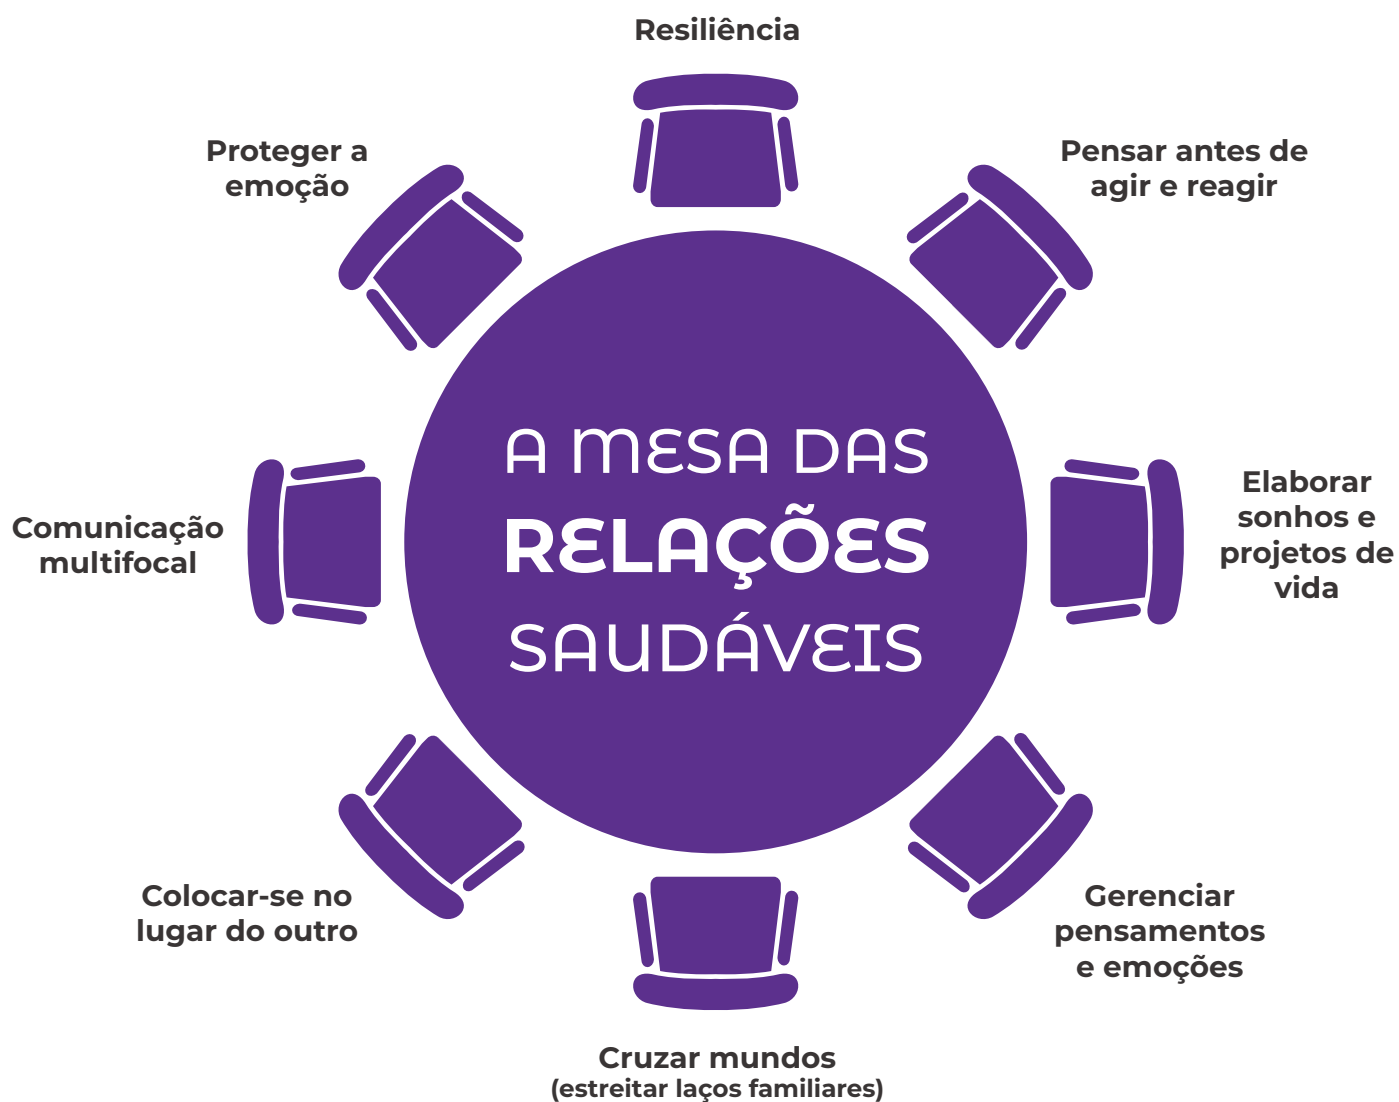 Resiliência
Proteger a
emoção
Pensar antes de
agir e reagir
A MESA DAS
RELAÇÕES
SAUDÁVEIS
Comunicação
multifocal
Elaborar
sonhos e
projetos de
vida
Colocar-se no
lugar do outro
Gerenciar
pensamentos
e emoções
Cruzar mundos
(estreitar laços familiares)